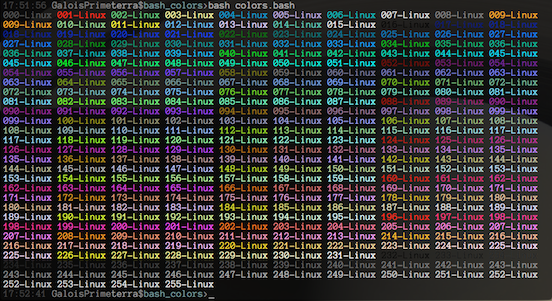 17:51:56 GaloisPrimeterra$bash_colors>bash colors.bash
000-Linux 001-Linux 002-Linux 003-Linux 004-Linux 005-Linux 006-Linux 007-Linux 008-Linux
009-Linux 010-Linux 011-Linux 012-Linux 013-Linux 014-Linux 015-Linux 016-Linux 017-Linux
018-Linux 019-Linux 020-Linux 021-Linux 022-Linux 023-Linux 024-Linux 025-Linux 026-Linux
027-Linux 028-Linux 029-Linux 030-Linux 031-Linux 032-Linux 033-Linux 034-Linux 035-Linux
036-Linux 037-Linux 038-Linux 039-Linux 040-Linux 041-Linux 042-Linux 043-Linux 044-Linux
045-Linux 046-Linux 047-Linux 048-Linux 049-Linux 050-Linux 051-Linux 052-Linux 053-Linux
054-Linux 055-Linux 056-Linux 057-Linux 058-Linux 059-Linux 060-Linux 061-Linux 062-Linux
063-Linux 064-Linux 065-Linux 066-Linux 067-Linux 068-Linux 069-Linux 070-Linux 071-Linux
072-Linux 073-Linux 074-Linux 075-Linux 076-Linux 077-Linux 078-Linux 079-Linux 080-Linux
081-Linux 082-Linux 083-Linux 084-Linux 085-Linux 086-Linux 087-Linux 088-Linux 089-Linux
090-Linux 091-Linux 092-Linux 093-Linux 094-Linux 095-Linux 096-Linux 097-Linux 098-Linux
099-Linux 100-Linux 101-Linux 102-Linux 103-Linux 104-Linux 105-Linux 106-Linux 107-Linux
108-Linux 109-Linux 110-Linux 111-Linux 112-Linux 113-Linux 114-Linux 115-Linux 116-Linux
117-Linux 118-Linux 119-Linux 120-Linux 121-Linux 122-Linux 123-Linux 124-Linux 125-Linux
126-Linux 127-Linux 128-Linux 129-Linux 130-Linux 131-Linux 132-Linux 133-Linux 134-Linux
135-Linux 136-Linux 137-Linux 138-Linux 139-Linux 140-Linux 141-Linux 142-Linux 143-Linux
144-Linux 145-Linux 146-Linux 147-Linux 148-Linux 149-Linux 150-Linux 151-Linux 152-Linux
153-Linux 154-Linux 155-Linux 156-Linux 157-Linux 158-Linux 159-Linux 160-Linux 161-Linux
162-Linux 163-Linux 164-Linux 165-Linux 166-Linux 167-Linux 168-Linux 169-Linux 170-Linux
171-Linux 172-Linux 173-Linux 174-Linux 175-Linux 176-Linux 177-Linux 178-Linux 179-Linux
180-Linux 181-Linux 182-Linux 183-Linux 184-Linux 185-Linux 186-Linux 187-Linux 188-Linux
189-Linux 190-Linux 191-Linux 192-Linux 193-Linux 194-Linux 195-Linux 196-Linux 197-Linux
198-Linux 199-Linux 200-Linux 201-Linux 202-Linux 203-Linux 204-Linux 205-Linux 206-Linux
207-Linux 208-Linux 209-Linux 210-Linux 211-Linux 212-Linux 213-Linux 214-Linux 215-Linux
216-Linux 217-Linux 218-Linux 219-Linux 220-Linux 221-Linux 222-Linux 223-Linux 224-Linux
225-Linux 226-Linux 227-Linux 228-Linux 229-Linux 230-Linux 231-Linux
243-Linux 244-Linux 245-Linux 246-Linux 247-Linux 248-Linux 249-Linux 250-Linux 251-Linux
252-Linux 253-Linux 254-Linux 255-Linux
17:52:41 GaloisPrimeterra$bash_colors>_